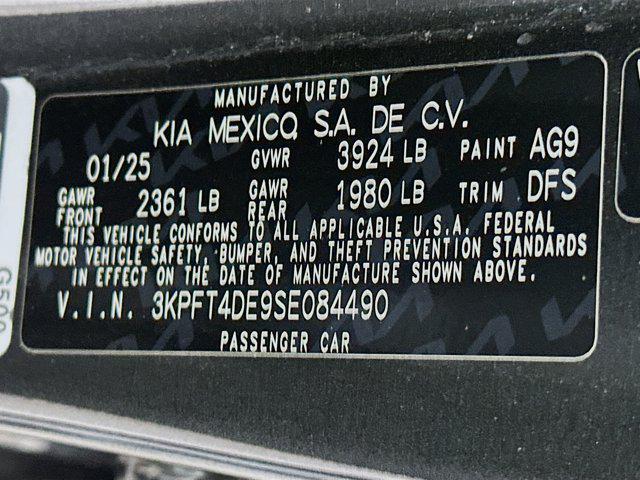 MANUFACTURED BY
KIA MEXICO, S.A. DE C.V.
01/25 GVWR 3924 LB PAINT AG9
GAWR FRONT 2361 LB GAWR REAR 1980 LB TRIM DFS
THIS VEHICLE CONFORMS TO ALL APPLICABLE U.S.A. FEDERAL
MOTOR VEHICLE SAFETY, BUMPER, AND THEFT PREVENTION STANDARDS
IN EFFECT ON THE DATE OF MANUFACTURE SHOWN ABOVE.
V.I.N. 3KPFT4DE9SE084490
PASSENGER CAR